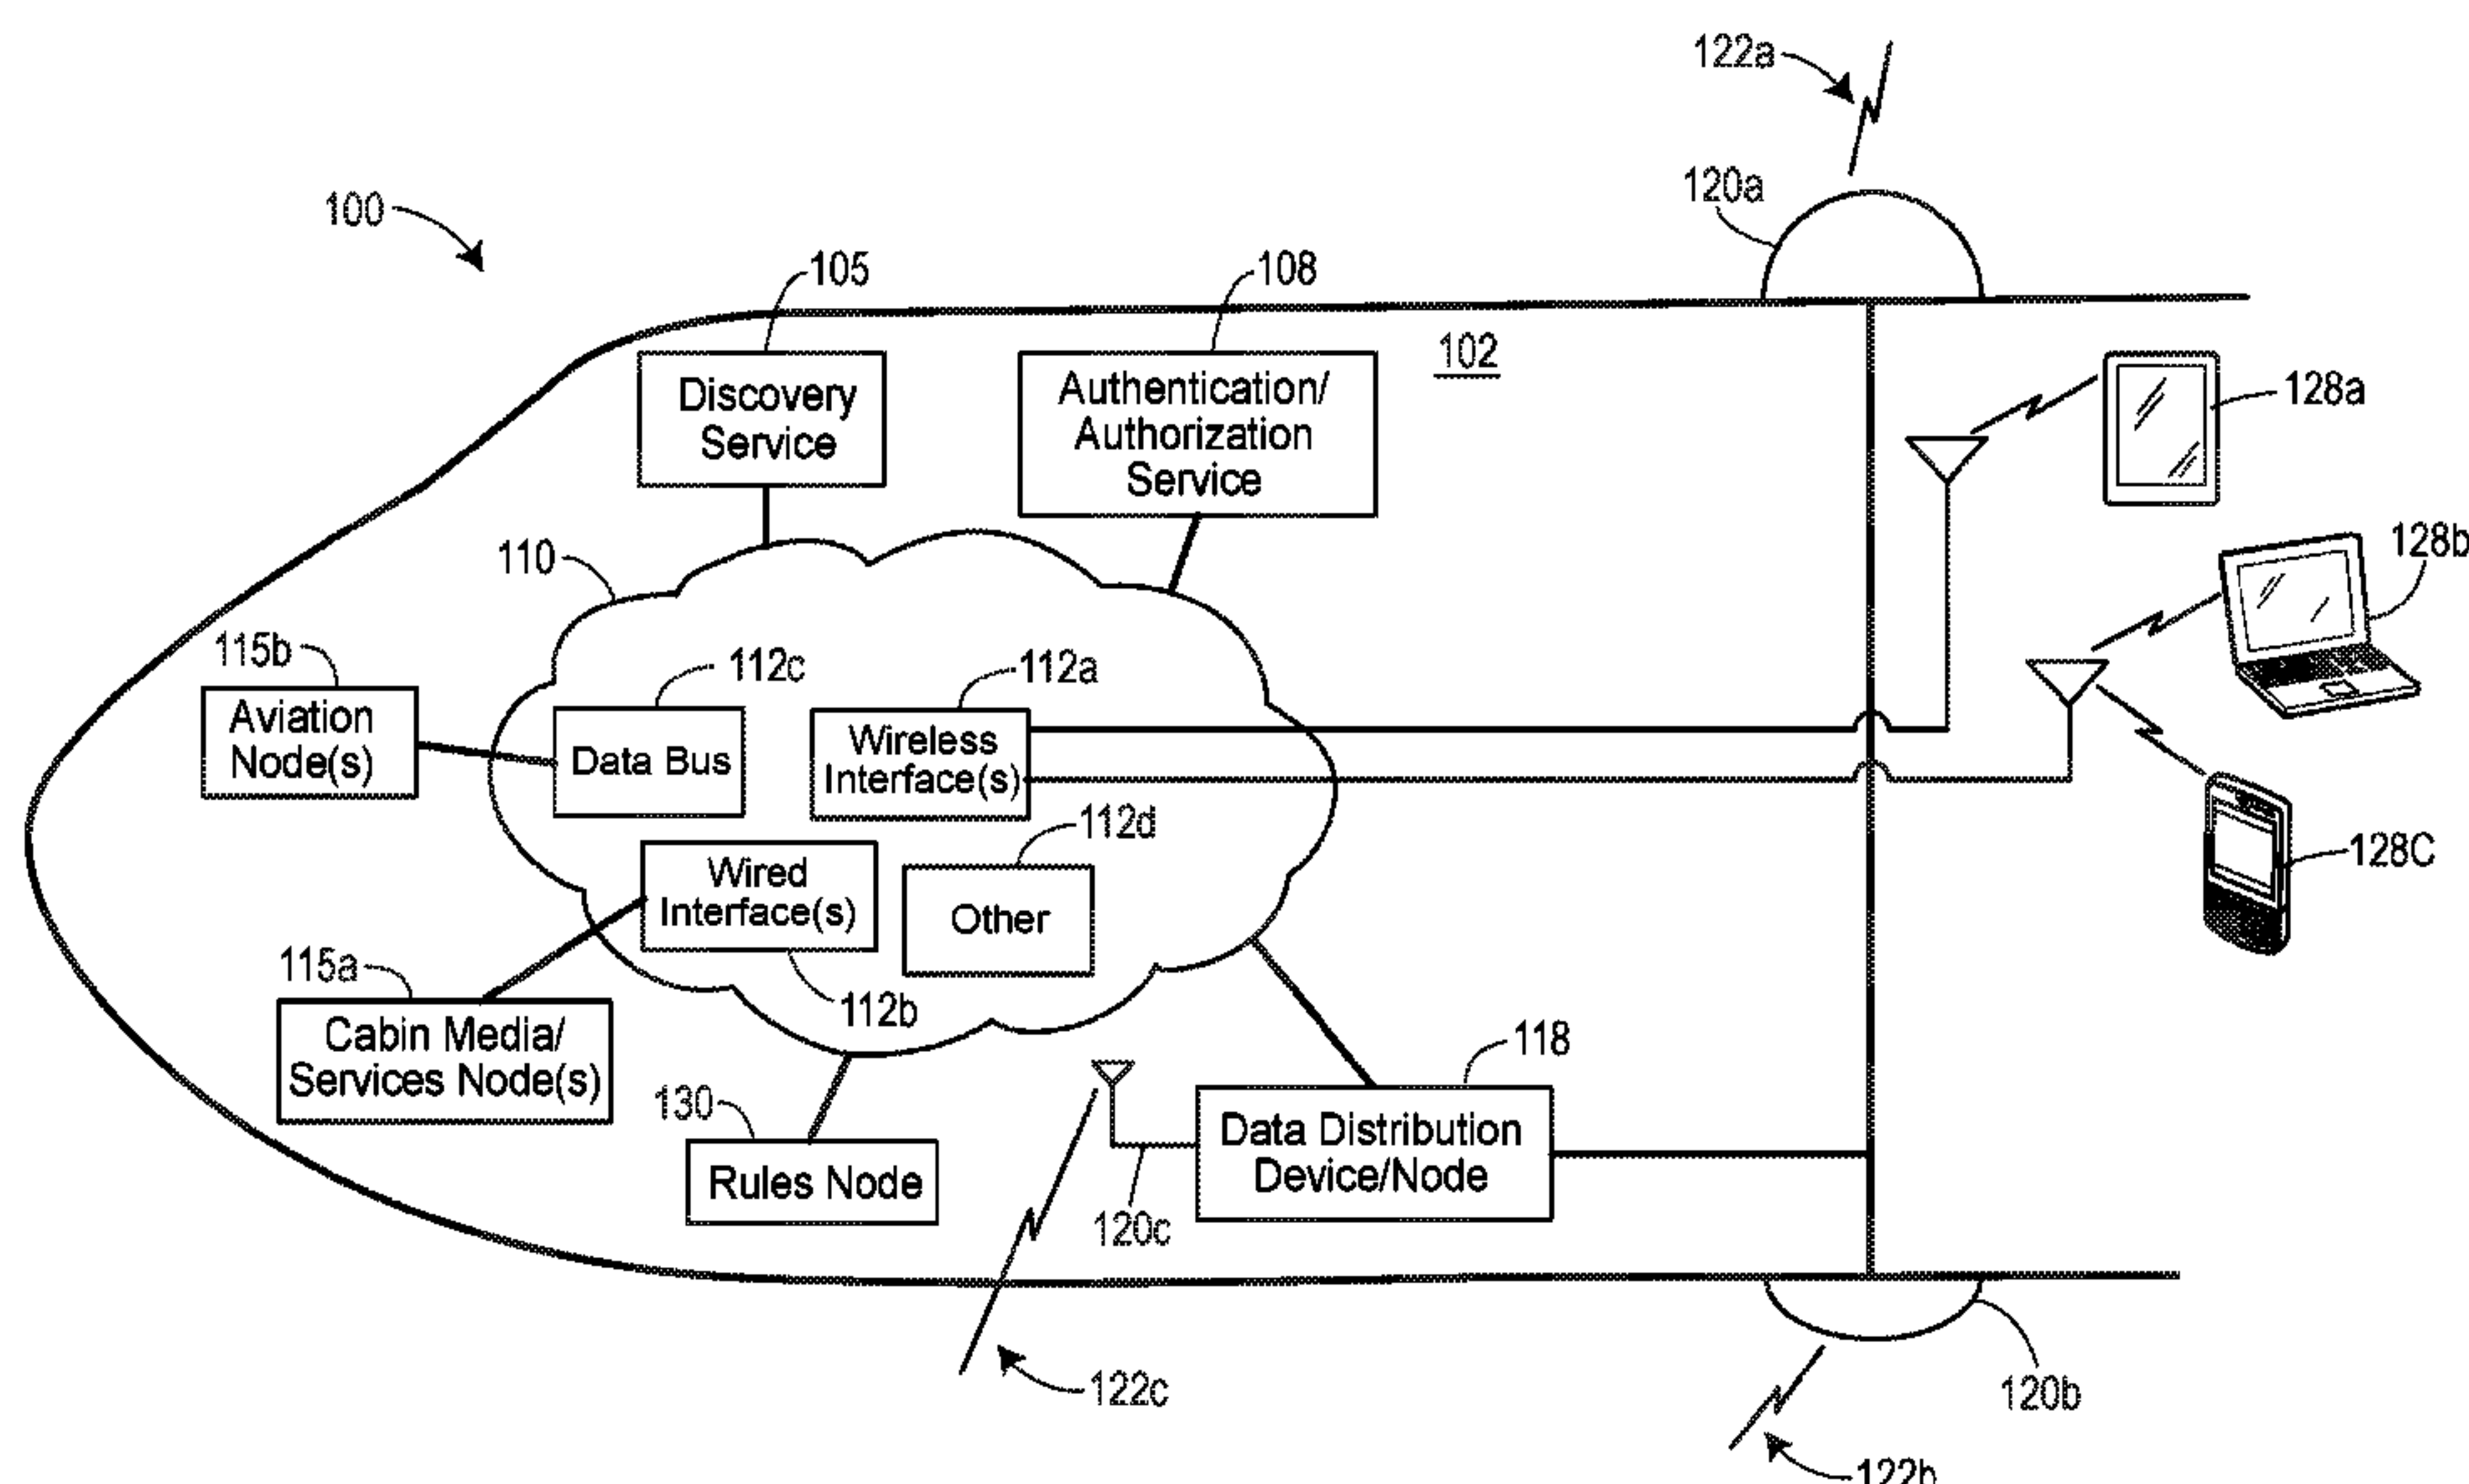 122a
120a
100
105
108
102
Discovery
Service
Authentication/
Authorization
Service
128a
128b
110
115b
112c
112a
Aviation
Node(s)
Data Bus
Wireless
Interface(s)
112d
128C
Wired
Interface(s)
Other
115a
112b
Cabin Media/
Services Node(s)
118
130
Rules Node
Data Distribution
Device/Node
120c
122c
120b
122b